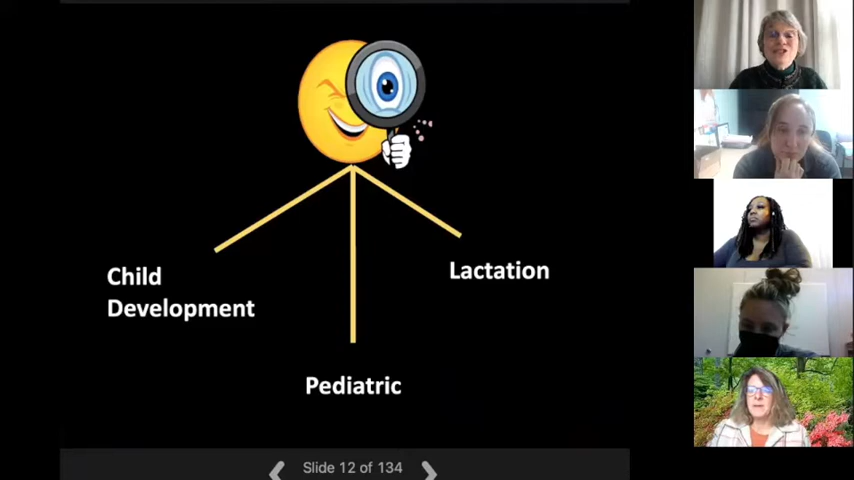 Child
Development
Lactation
Pediatric
Slide 12 of 134